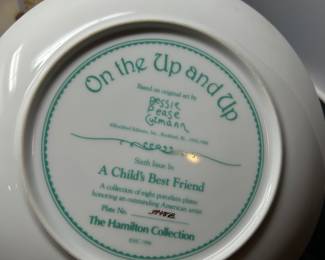 On the Up and Up
Based on original art by
Bessie
Pease
Gutmann
Sixth Issue In
A Child's Best Friend
A collection of eight porcelain plates
honoring an outstanding American artist
Plate No.
The Hamilton Collection